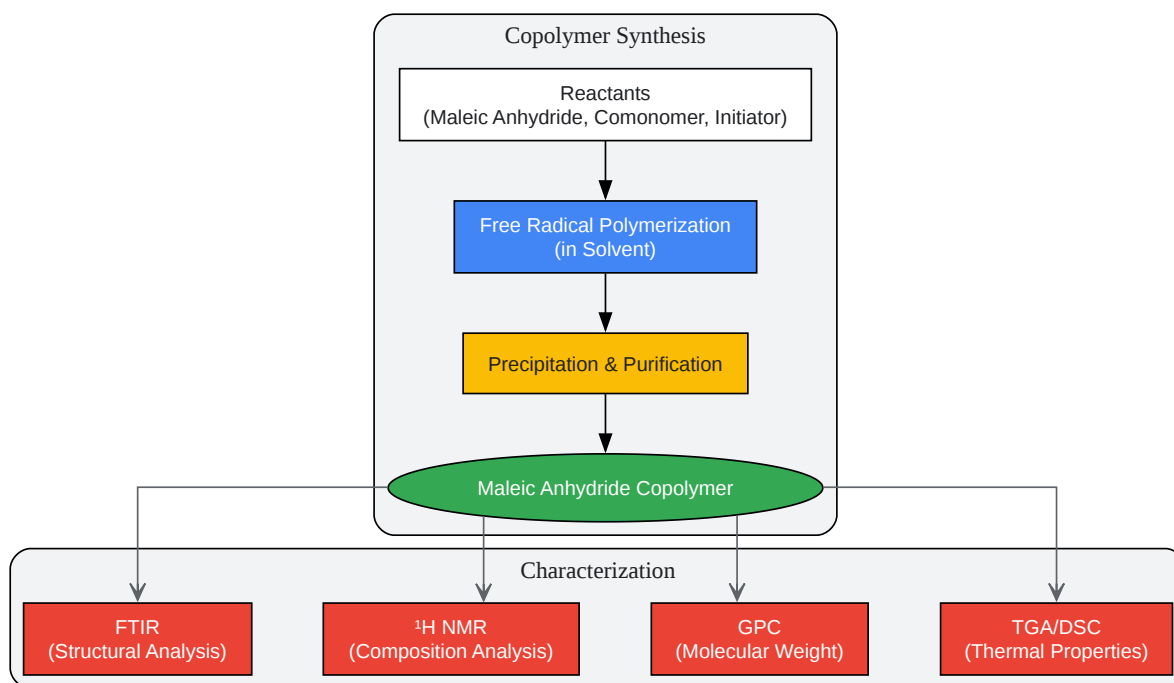 Copolymer Synthesis
Reactants
(Maleic Anhydride, Comonomer, Initiator)
Free Radical Polymerization
(in Solvent)
Precipitation & Purification
Maleic Anhydride Copolymer
Characterization
FTIR
(Structural Analysis)
¹H NMR
(Composition Analysis)
GPC
(Molecular Weight)
TGA/DSC
(Thermal Properties)